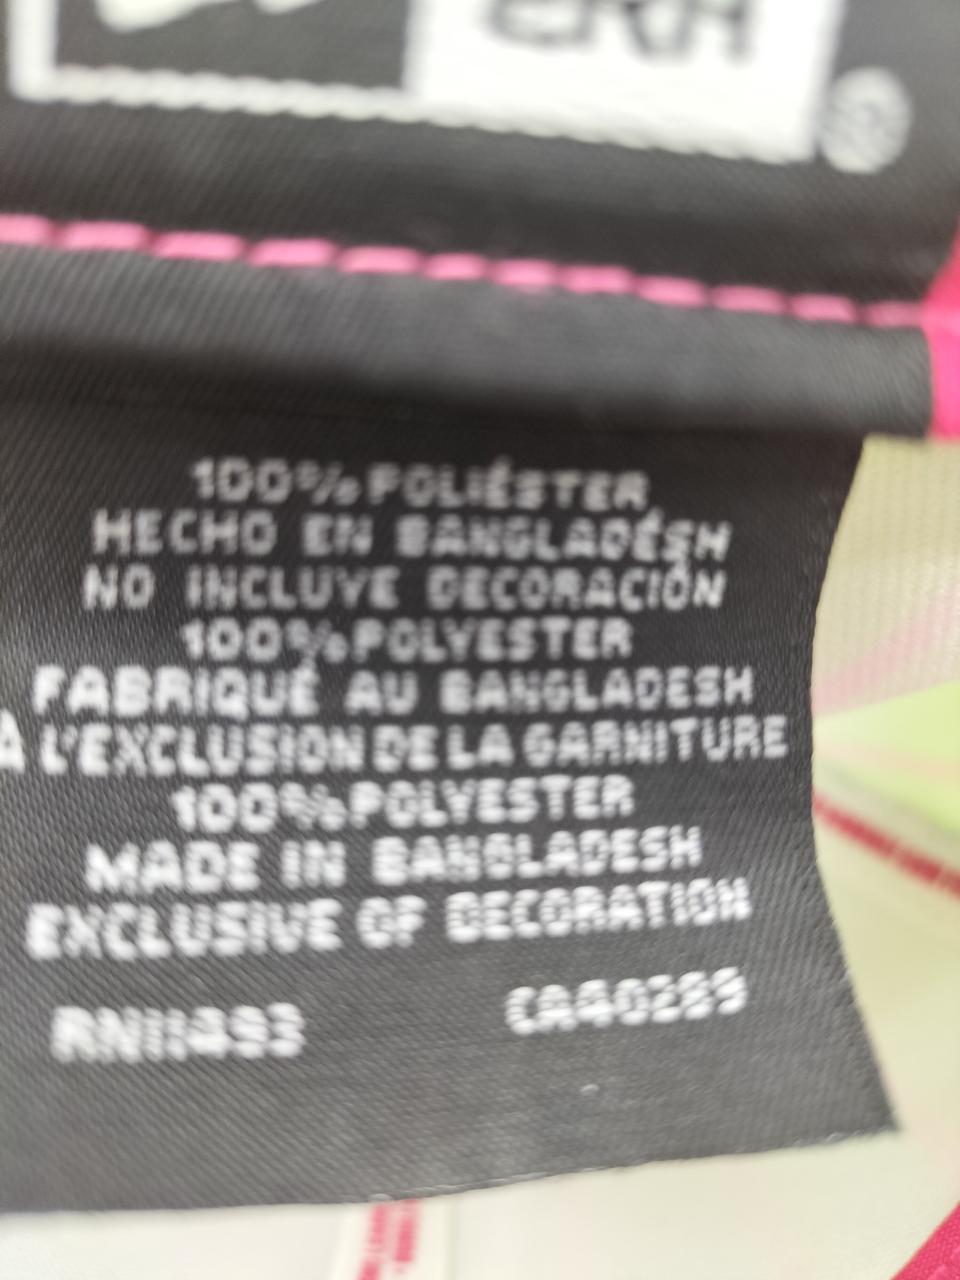 ERA
®
100% POLIÉSTER
HECHO EN BANGLADÉSH
NO INCLUYE DECORACIÓN
100% POLYESTER
FABRIQUÉ AU BANGLADESH
À L'EXCLUSION DE LA GARNITURE
100% POLYESTER
MADE IN BANGLADESH
EXCLUSIVE OF DECORATION
RN111493 CA40289